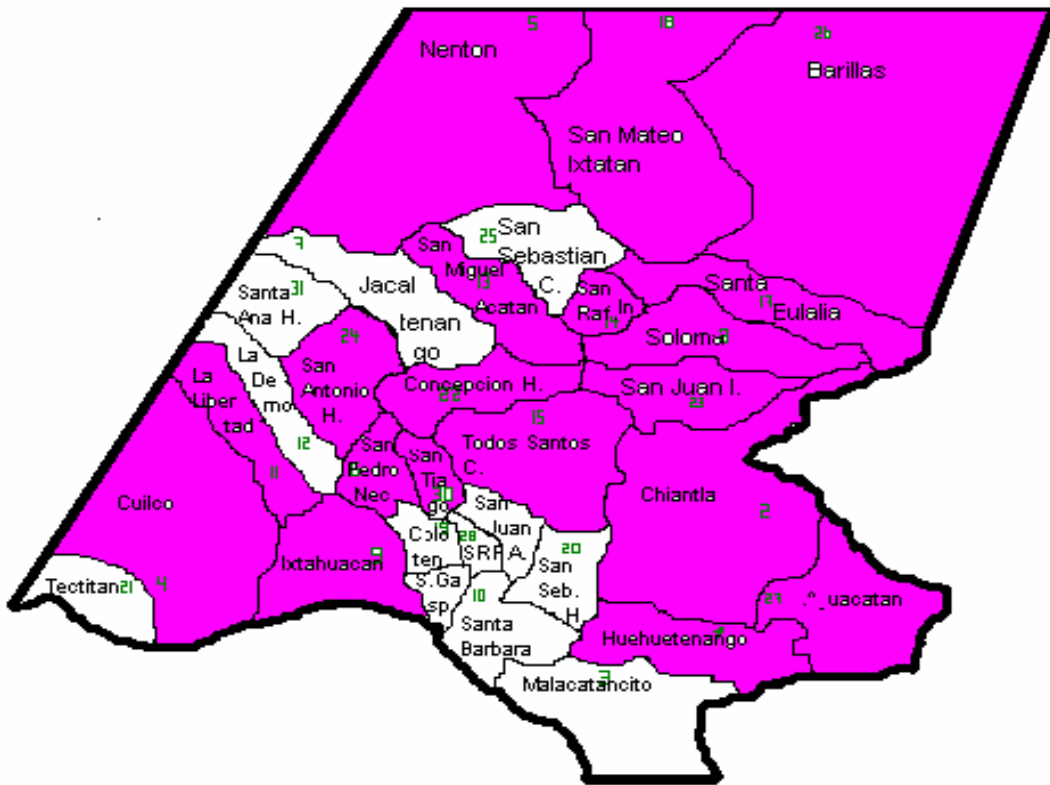 5
18
26
Nenton
Barillas
San Mateo
Ixtatan
7
25
San
Sebastian
C.
San
Miguel
13
Acatan
Jacal
tenan
go
31
Santa
Ana H.
San
Raf. In
14
Santa
17
Eulalia
24
San
Antonio
H.
Soloma
La
De
mo
12
La
Liber
tad
11
Concepcion H.
22
San Juan I.
23
15
Todos Santos
C.
San
Pedro
Nec
San
Tia
go
30
Cuilco
4
Chiantla
2
San
Juan
A.
28
SRP
Colo
ten
9
Ixtahuacan
20
San
Seb.
H
Tectitan
21
S. Ga
sp.
10
Santa
Barbara
27
uacatan
Huehuetenango
3
Malacatancito